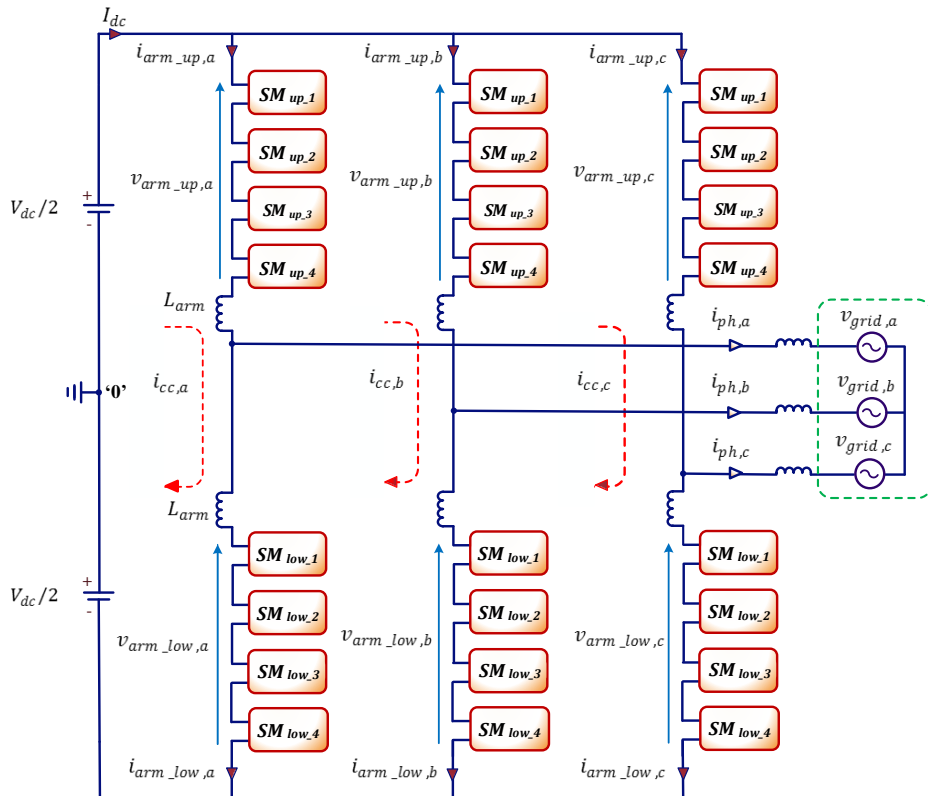 I_dc
i_arm_up,a
i_arm_up,b
i_arm_up,c
SM up_1
SM up_1
SM up_1
SM up_2
SM up_2
SM up_2
v_arm_up,a
v_arm_up,b
v_arm_up,c
V_dc/2
+
-
SM up_3
SM up_3
SM up_3
SM up_4
SM up_4
SM up_4
L_arm
i_ph,a
v_grid,a
i_cc,a
i_cc,b
i_cc,c
i_ph,b
v_grid,b
‘0’
i_ph,c
v_grid,c
L_arm
SM low_1
SM low_1
SM low_1
V_dc/2
+
-
SM low_2
SM low_2
SM low_2
v_arm_low,a
v_arm_low,b
v_arm_low,c
SM low_3
SM low_3
SM low_3
SM low_4
SM low_4
SM low_4
i_arm_low,a
i_arm_low,b
i_arm_low,c